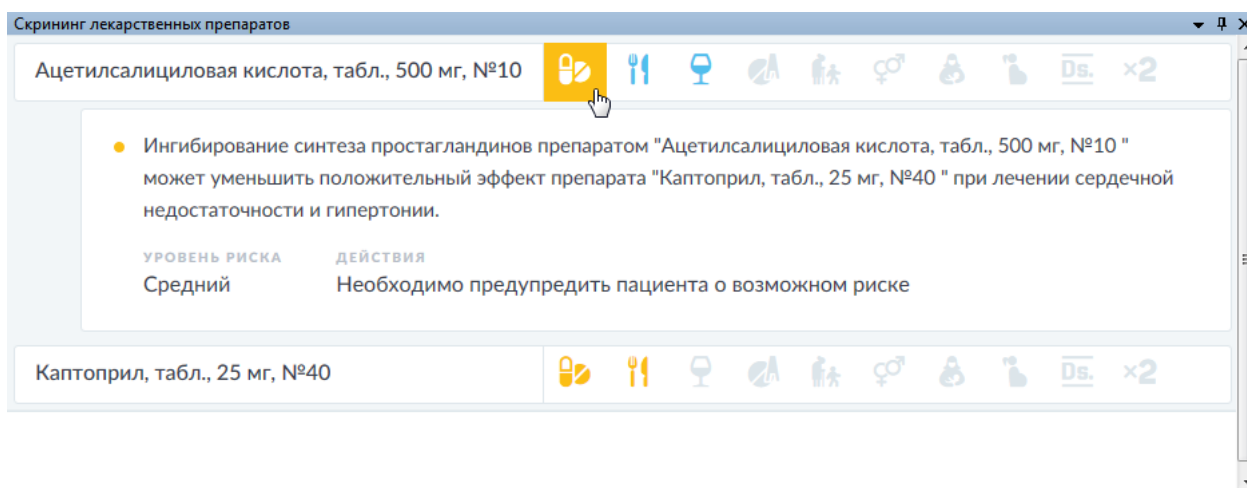 Скрининг лекарственных препаратов
Ацетилсалициловая кислота, табл., 500 мг, №10
Ds. ×2
Ингибирование синтеза простагландинов препаратом "Ацетилсалициловая кислота, табл., 500 мг, №10 "
может уменьшить положительный эффект препарата "Каптоприл, табл., 25 мг, №40 " при лечении сердечной
недостаточности и гипертонии.
УРОВЕНЬ РИСКА ДЕЙСТВИЯ
Средний Необходимо предупредить пациента о возможном риске
Каптоприл, табл., 25 мг, №40
Ds. ×2